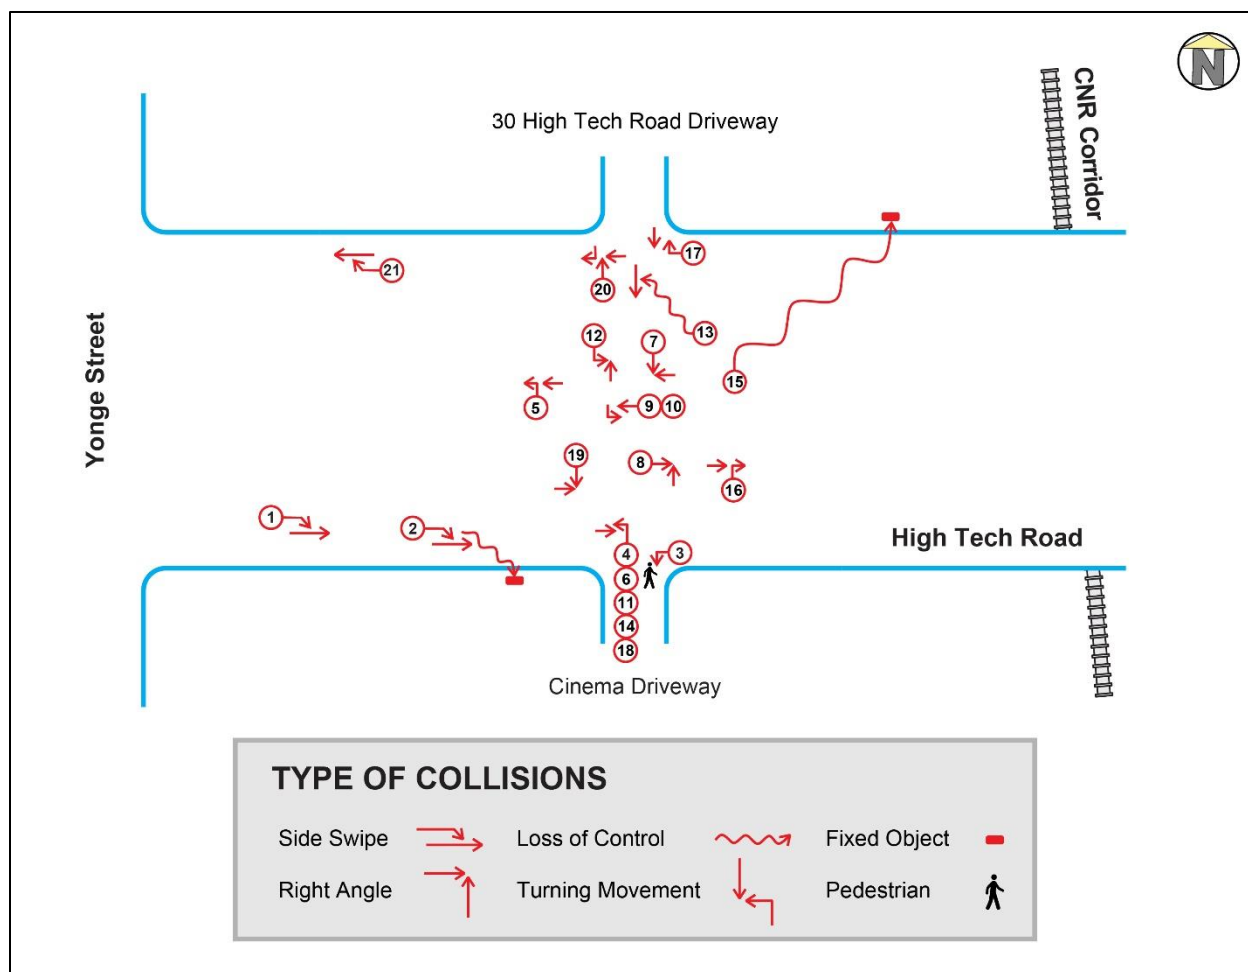 N
CNR Corridor
30 High Tech Road Driveway
17
21
20
13
12
7
15
5
9 10
Yonge Street
19
8
16
1
2
High Tech Road
4
3
6
11
14
18
Cinema Driveway
TYPE OF COLLISIONS
Side Swipe
Loss of Control
Fixed Object
Right Angle
Turning Movement
Pedestrian